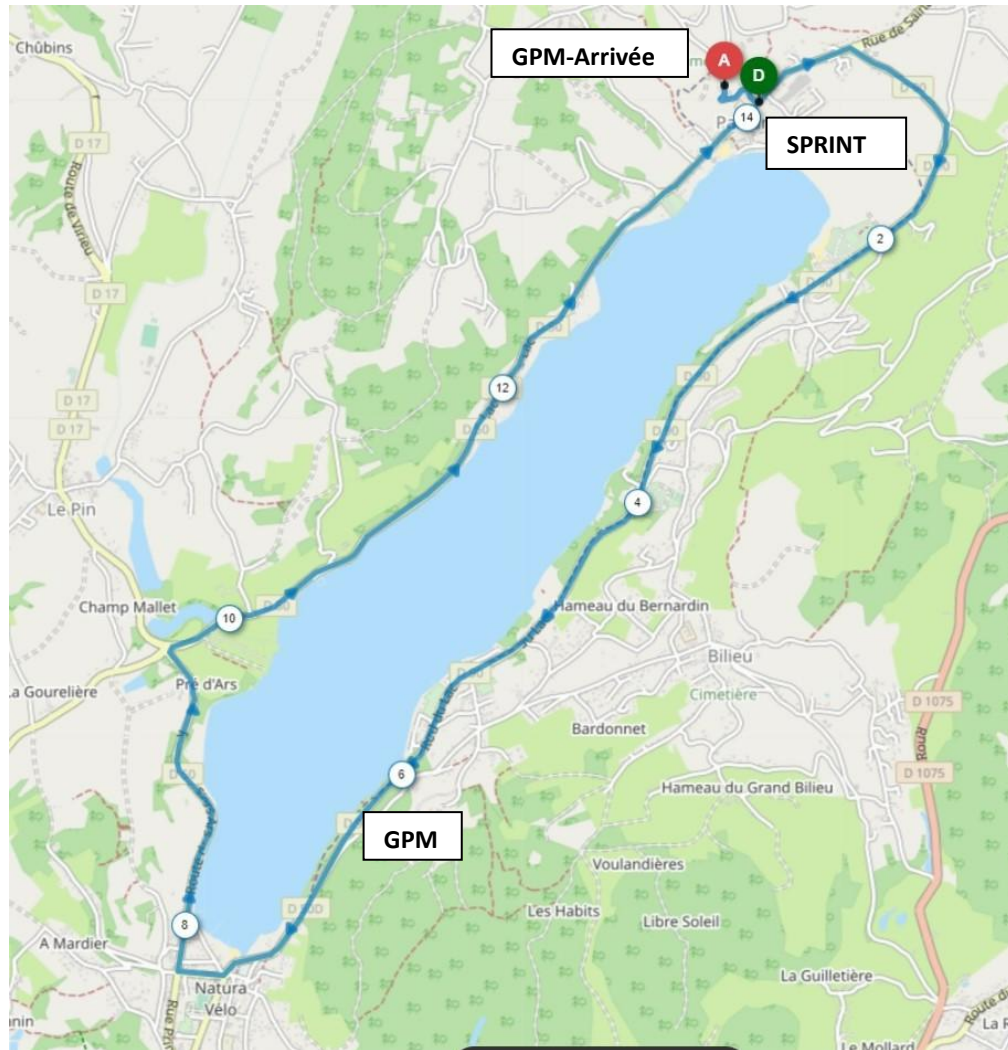 Chûbins
GPM-Arrivée
A
D
Rue de Sain
14
SPRINT
D 17
Route de Virieu
2
D 17
12
D 50
D 17
4
Le Pin
Champ Mallet
10
Hameau du Bernardin
Bilieu
La Gourelière
Pré d'Ars
Cimetière
D 1075
Bardonnet
6
D 1075
Hameau du Grand Bilieu
GPM
Voulandières
Les Habits
Libre Soleil
8
A Mardier
Natura
Vélo
La Guilletière
Le Mollard